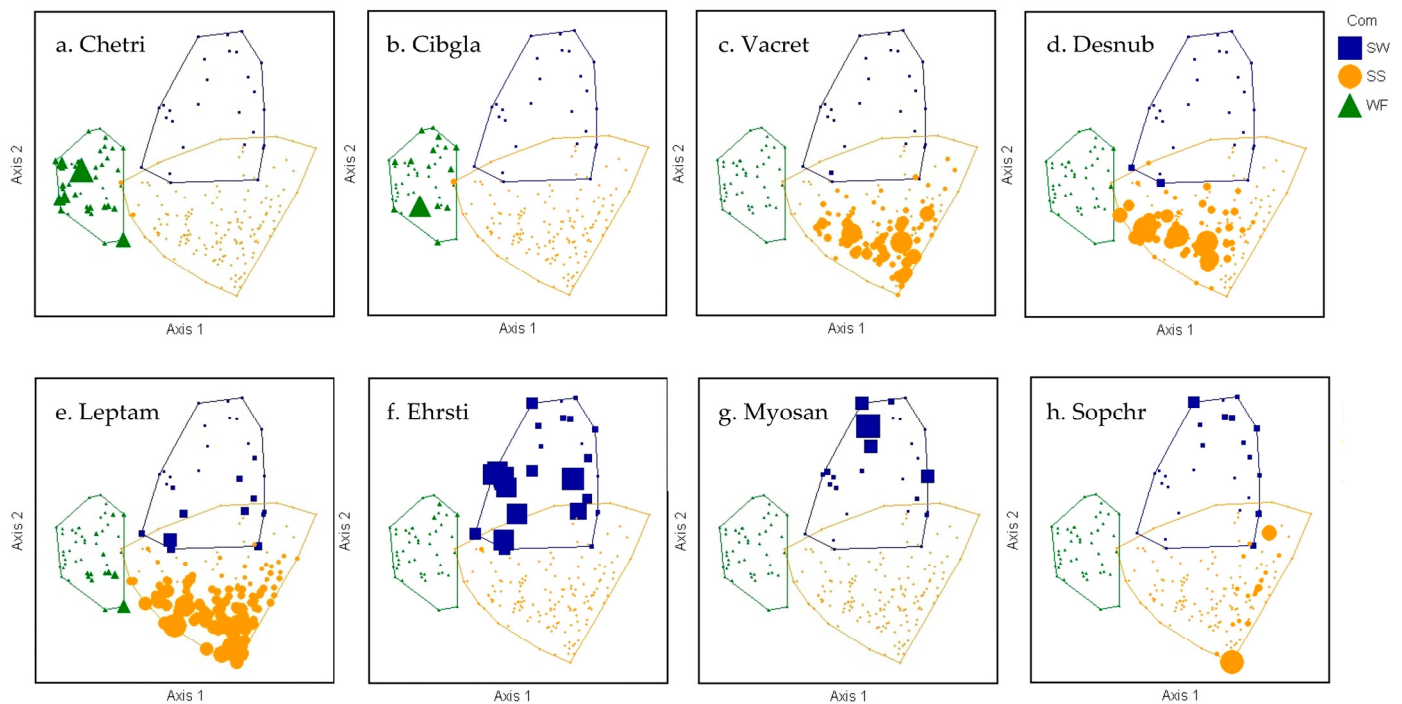 a. Chetri
b. Cibgla
c. Vacret
d. Desnub
Com
SW
SS
WF
Axis 2
Axis 2
Axis 2
Axis 2
Axis 1
Axis 1
Axis 1
Axis 1
e. Leptam
f. Ehrsti
g. Myosan
h. Sopchr
Axis 2
Axis 2
Axis 2
Axis 2
Axis 1
Axis 1
Axis 1
Axis 1